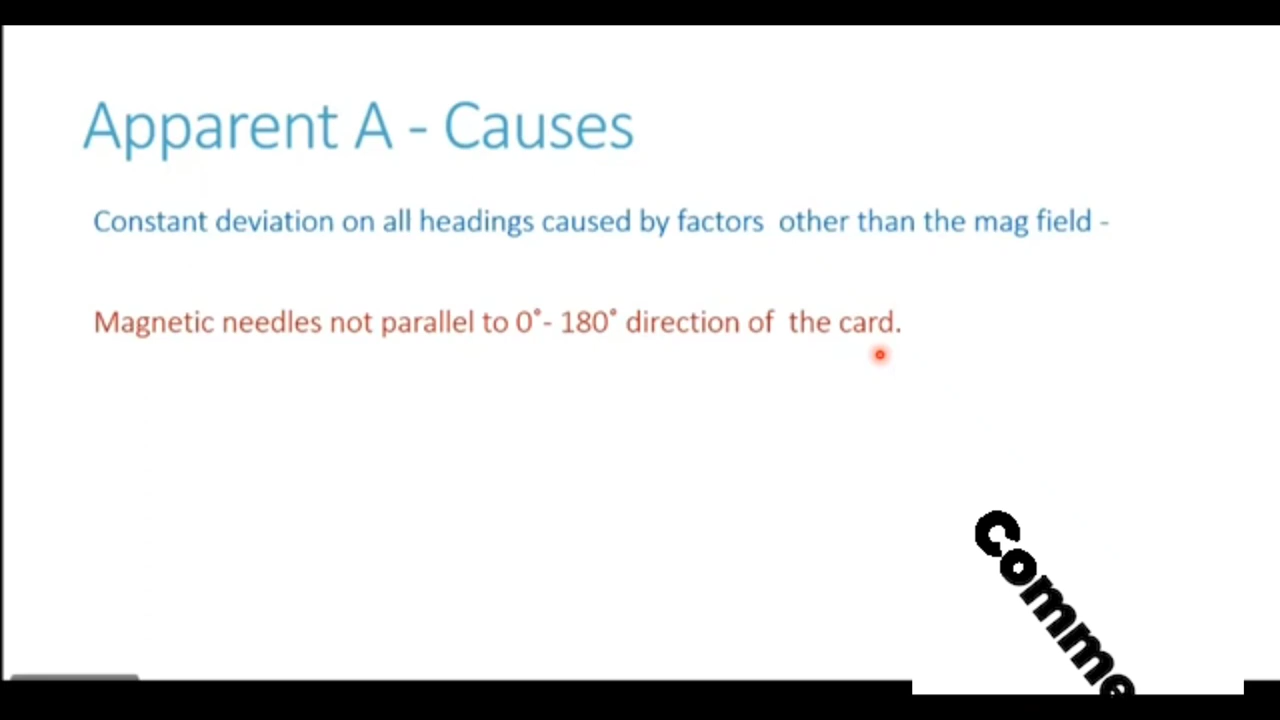 Apparent A - Causes
Constant deviation on all headings caused by factors other than the mag field -
Magnetic needles not parallel to 0˚- 180˚ direction of the card.
Comme